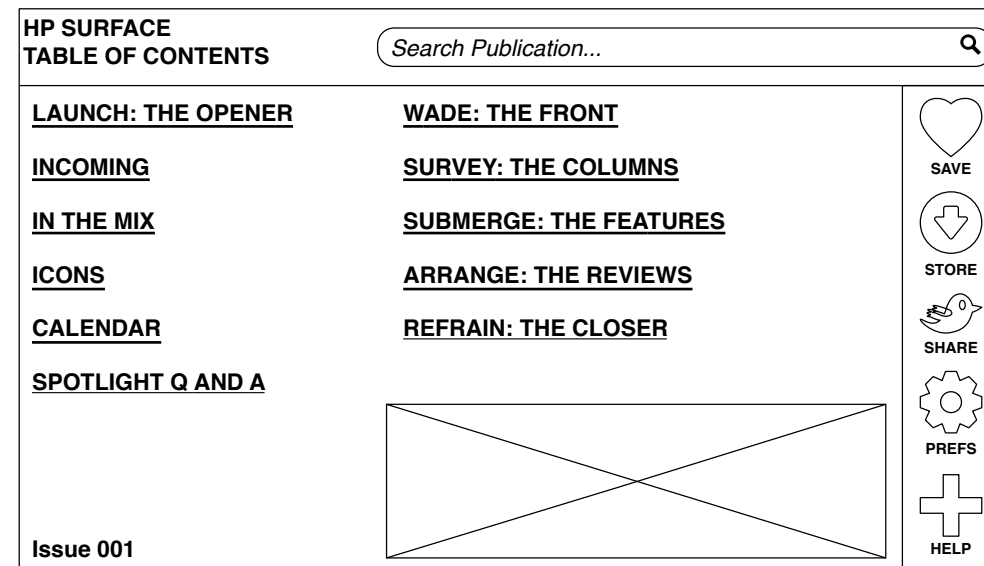 HP SURFACE
TABLE OF CONTENTS
Search Publication...
LAUNCH: THE OPENER
INCOMING
IN THE MIX
ICONS
CALENDAR
SPOTLIGHT Q AND A
WADE: THE FRONT
SURVEY: THE COLUMNS
SUBMERGE: THE FEATURES
ARRANGE: THE REVIEWS
REFRAIN: THE CLOSER
Issue 001
SAVE
STORE
SHARE
PREFS
HELP